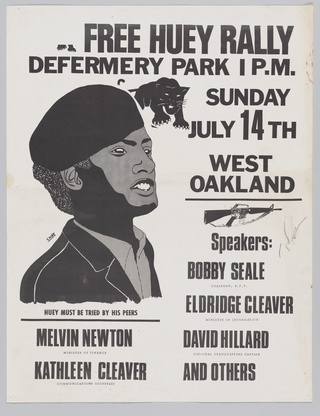 FREE HUEY RALLY
DEFERMERY PARK 1 P.M.
SUNDAY
JULY 14TH
WEST
OAKLAND
Speakers:
BOBBY SEALE
CHAIRMAN, B.P.P.
ELDRIDGE CLEAVER
MINISTER OF INFORMATION
HUEY MUST BE TRIED BY HIS PEERS
MELVIN NEWTON
MINISTER OF FINANCE
DAVID HILLARD
NATIONAL HEADQUARTERS CAPTAIN
KATHLEEN CLEAVER
COMMUNICATIONS SECRETARY
AND OTHERS